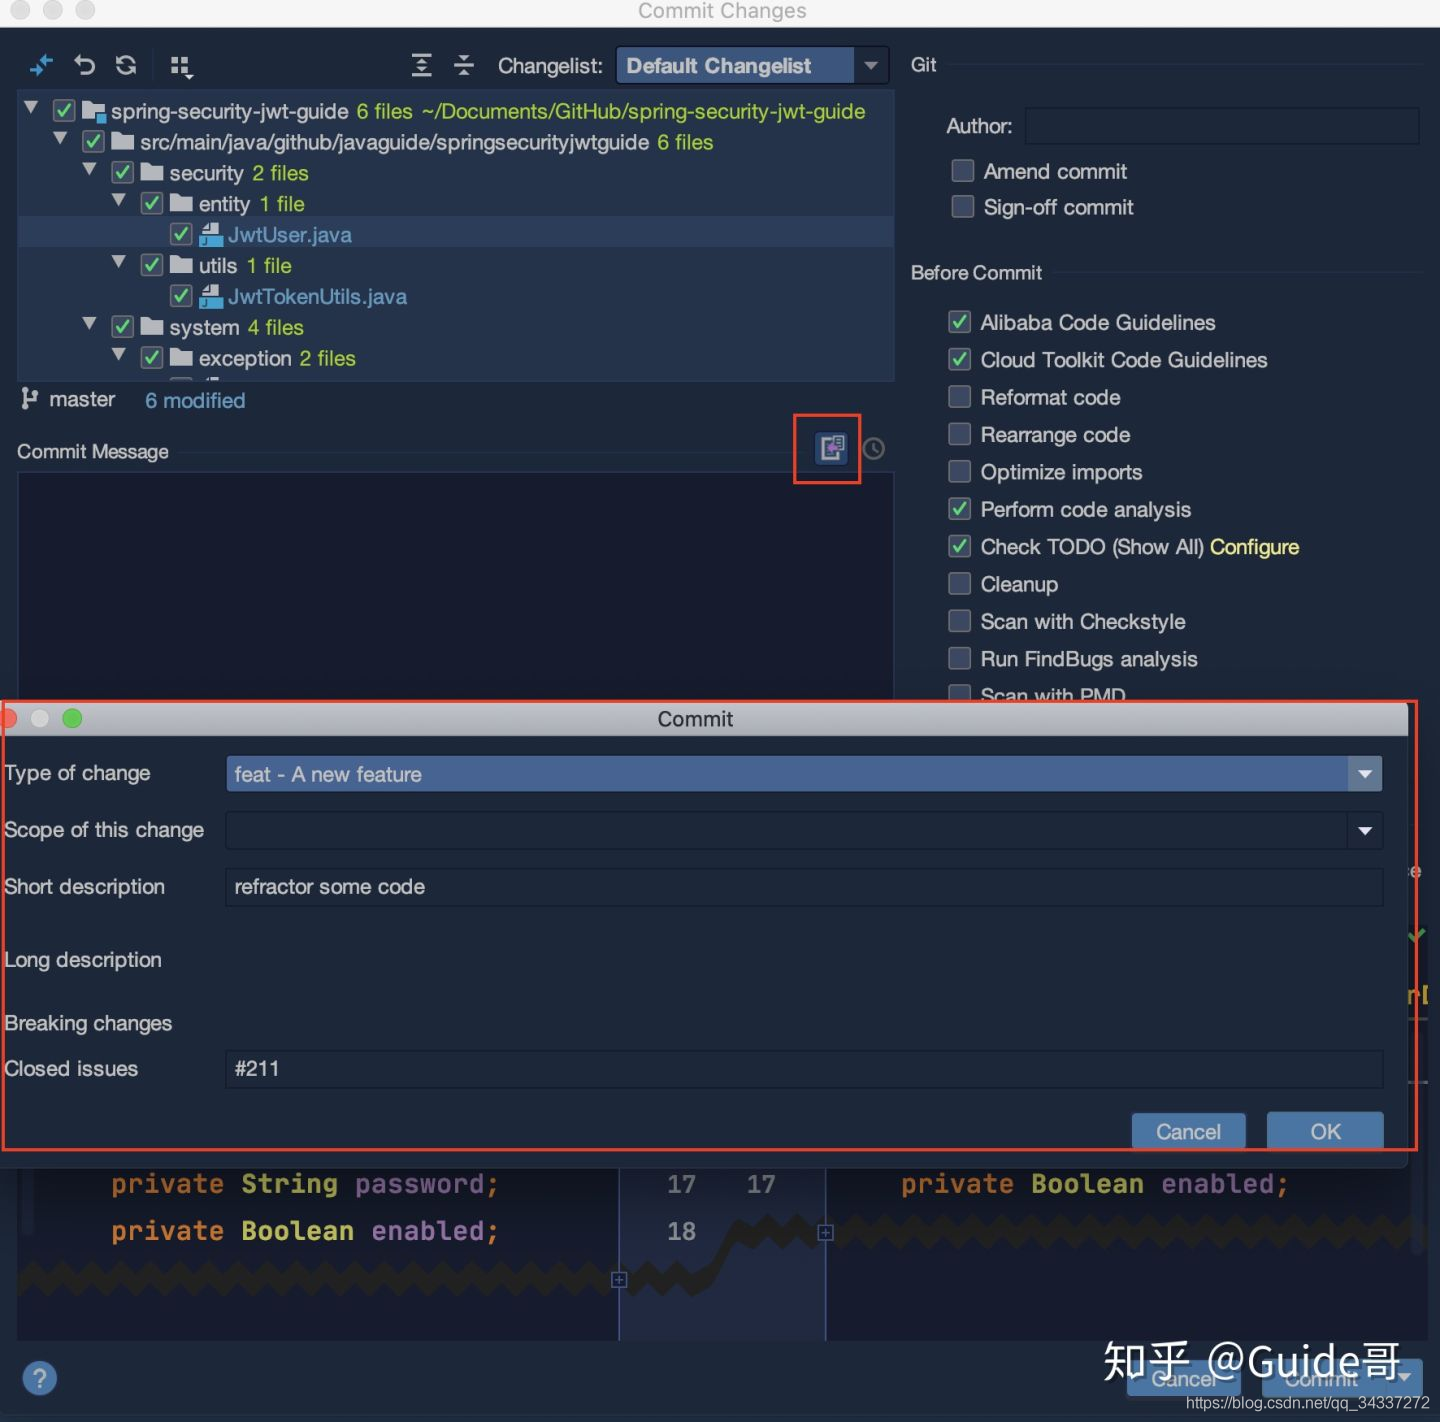 Commit Changes
Changelist: Default Changelist
Git
spring-security-jwt-guide 6 files ~/Documents/GitHub/spring-security-jwt-guide
src/main/java/github/javaguide/springsecurityjwtguide 6 files
security 2 files
entity 1 file
JwtUser.java
utils 1 file
JwtTokenUtils.java
system 4 files
exception 2 files
master 6 modified
Commit Message
Author:
Amend commit
Sign-off commit
Before Commit
Alibaba Code Guidelines
Cloud Toolkit Code Guidelines
Reformat code
Rearrange code
Optimize imports
Perform code analysis
Check TODO (Show All) Configure
Cleanup
Scan with Checkstyle
Run FindBugs analysis
Scan with PMD
Commit
Type of change feat - A new feature
Scope of this change
Short description refractor some code
Long description
Breaking changes
Closed issues #211
Cancel OK
private String password; 17 17 private Boolean enabled;
private Boolean enabled; 18
?
Cancel Commit
知乎 @Guide哥
https://blog.csdn.net/qq_34337272